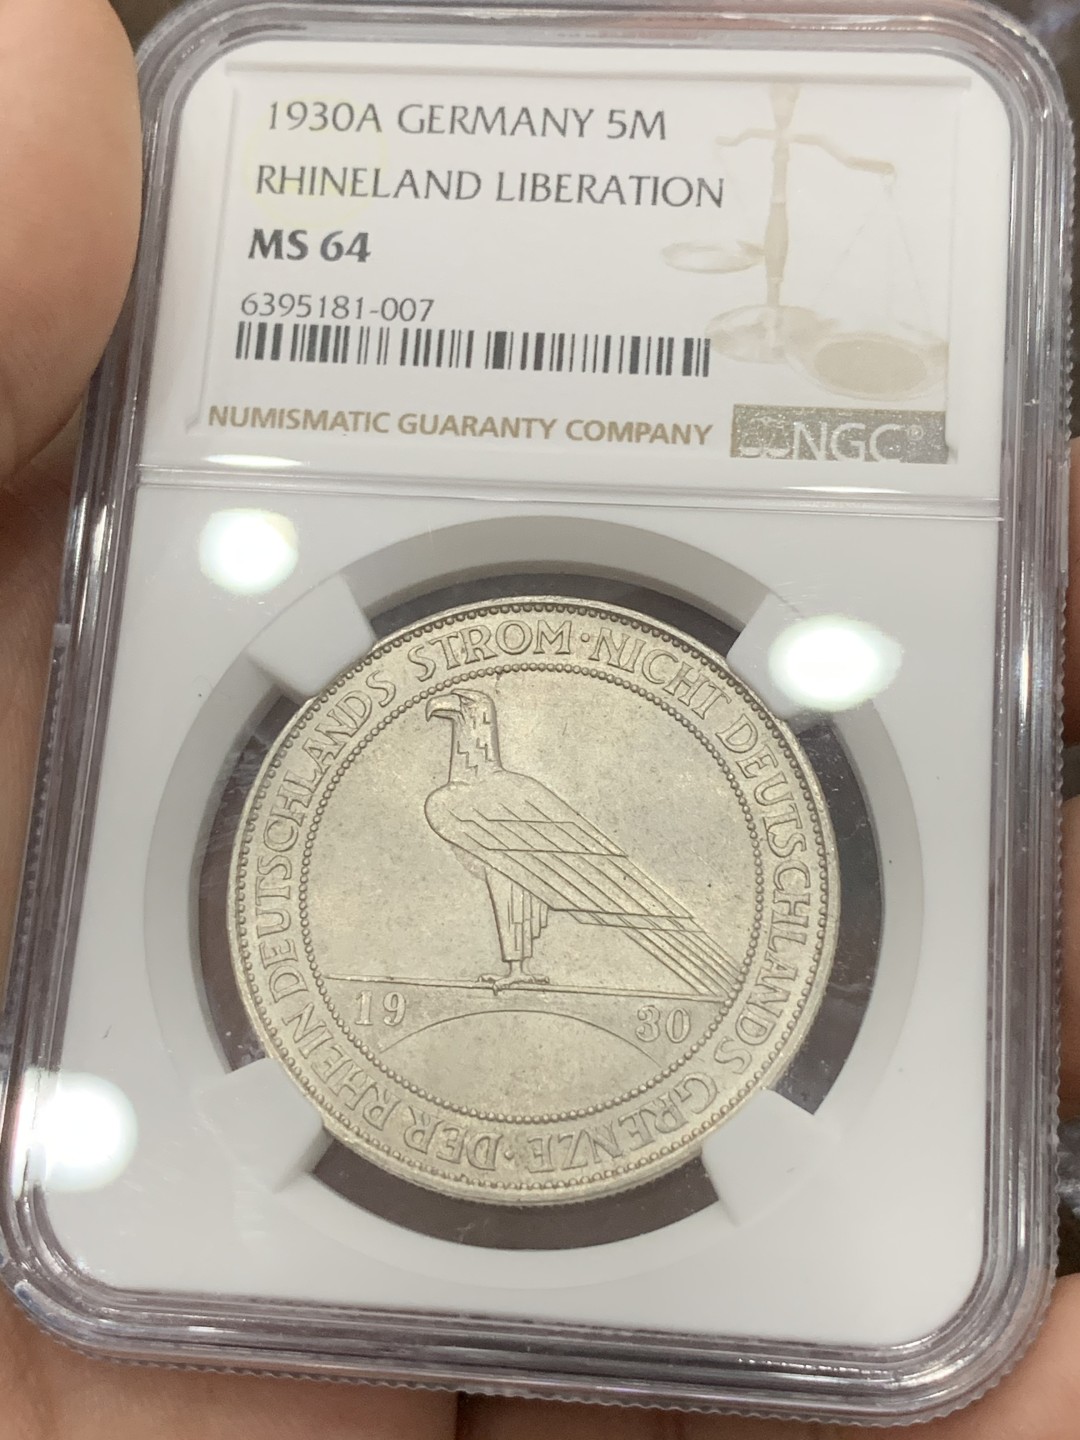 1930A GERMANY 5M
RHINELAND LIBERATION
MS 64
6395181-007
NUMISMATIC GUARANTY COMPANY
NGC®
DER RHEIN DEUTSCHLANDS STROM · NICHT DEUTSCHLANDS GRENZE ·
19 30